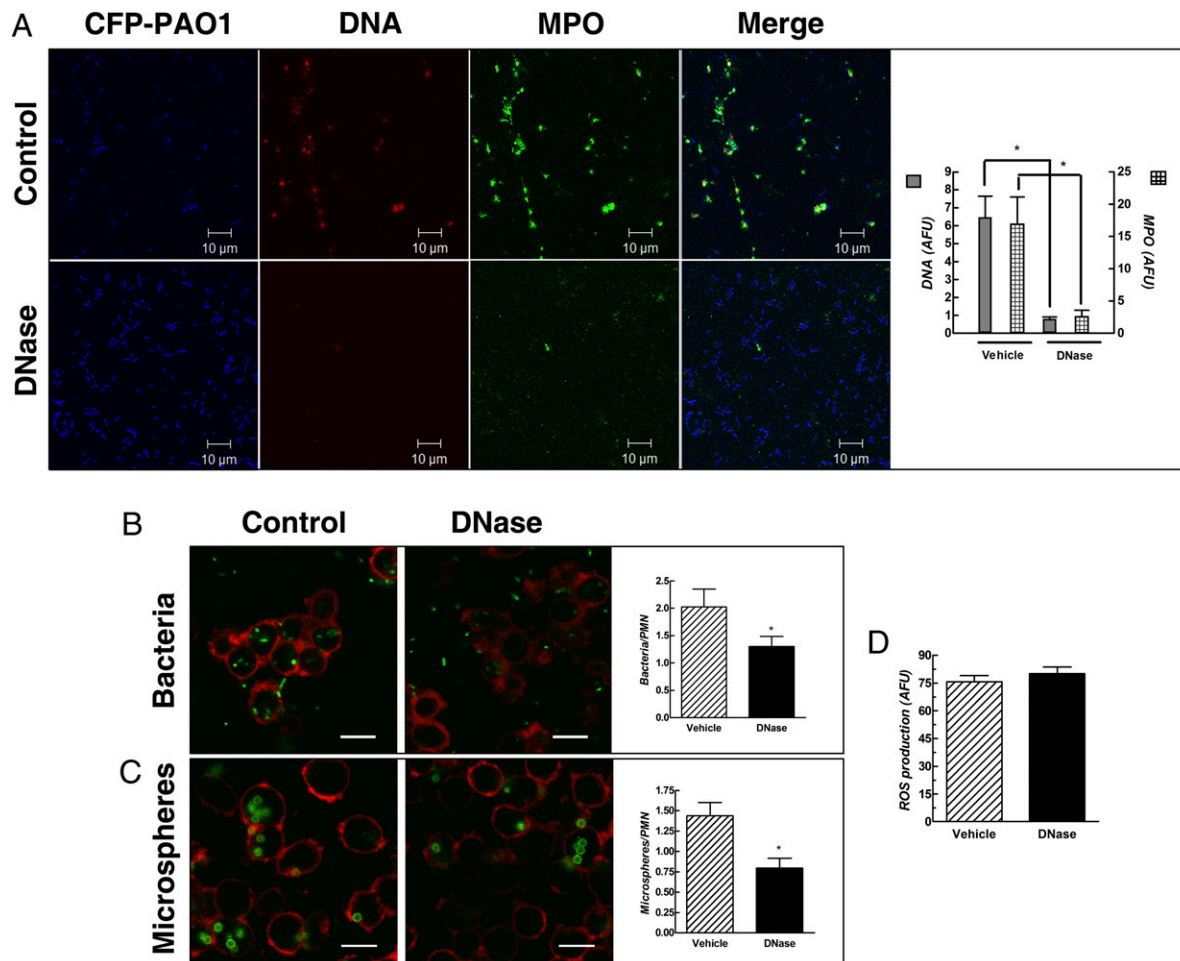 A
CFP-PAO1 DNA MPO Merge
Control
10 µm 10 µm 10 µm 10 µm
DNase
10 µm 10 µm 10 µm 10 µm
* *
DNA (AFU)
9
8
7
6
5
4
3
2
1
0
25
20
15
10
5
0
MPO (AFU)
Vehicle DNase
B
Control DNase
Bacteria
Bacteria/PMN
2.5
2.0
1.5
1.0
0.5
0.0
*
Vehicle DNase
C
Microspheres
Microspheres/PMN
1.75
1.50
1.25
1.00
0.75
0.50
0.25
0.00
*
Vehicle DNase
D
ROS production (AFU)
90
75
60
45
30
15
0
Vehicle DNase